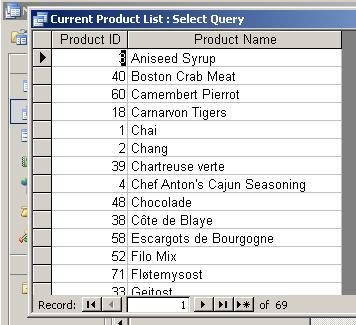 Current Product List : Select Query
Product ID Product Name
3 Aniseed Syrup
40 Boston Crab Meat
60 Camembert Pierrot
18 Carnarvon Tigers
1 Chai
2 Chang
39 Chartreuse verte
4 Chef Anton's Cajun Seasoning
48 Chocolade
38 Côte de Blaye
58 Escargots de Bourgogne
52 Filo Mix
71 Fløtemysost
33 Geitost
Record: 1 of 69